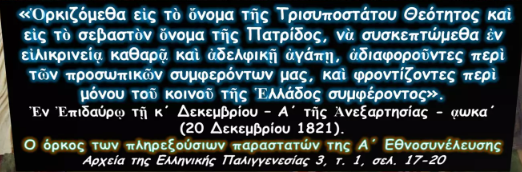 «Ὁρκιζόμεθα εἰς τὸ ὄνομα τῆς Τρισυποστάτου Θεότητος καὶ
εἰς τὸ σεβαστὸν ὄνομα τῆς Πατρίδος, νὰ συσκεπτώμεθα ἐν
εἰλικρινείᾳ καθαρᾷ καὶ ἀδελφικῇ ἀγάπῃ, ἀδιαφοροῦντες περὶ
τῶν προσωπικῶν συμφερόντων μας, καὶ φροντίζοντες περὶ
μόνου τοῦ κοινοῦ τῆς Ἑλλάδος συμφέροντος».
Ἐν Ἐπιδαύρῳ τῇ κ´ Δεκεμβρίου – Α´ τῆς Ἀνεξαρτησίας – ͵αωκα´
(20 Δεκεμβρίου 1821).
Ο όρκος των πληρεξούσιων παραστατών της Α´ Εθνοσυνέλευσης
Αρχεία της Ελληνικής Παλιγγενεσίας 3, τ. 1, σελ. 17-20